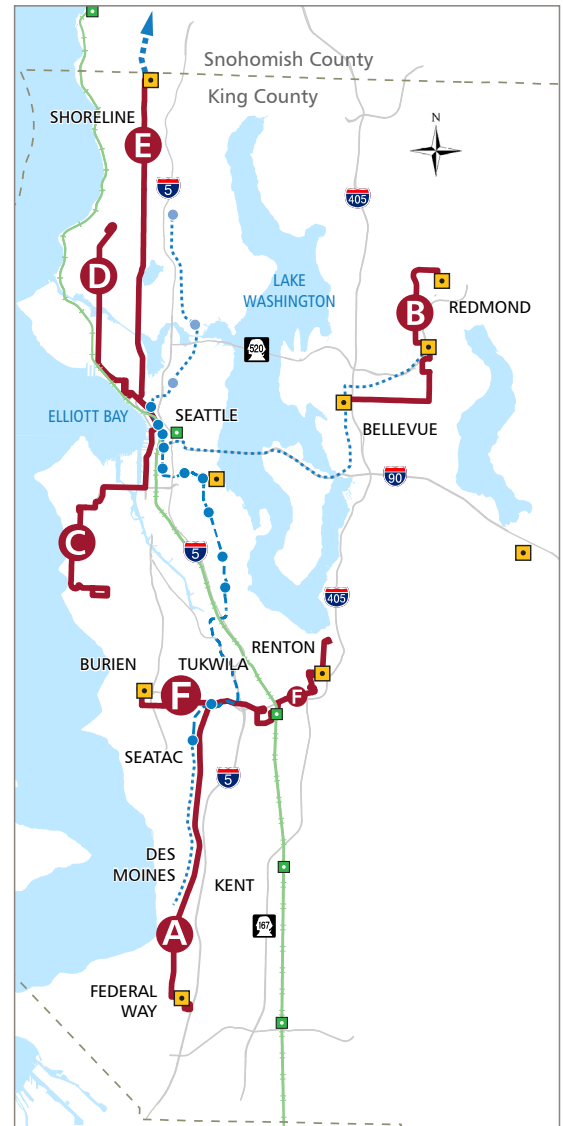 Snohomish County
King County
SHORELINE
E
N
5
405
D
LAKE
WASHINGTON
B
REDMOND
520
ELLIOTT BAY
SEATTLE
BELLEVUE
90
C
5
405
RENTON
BURIEN
TUKWILA
F
F
SEATAC
5
DES
MOINES
KENT
167
A
FEDERAL
WAY